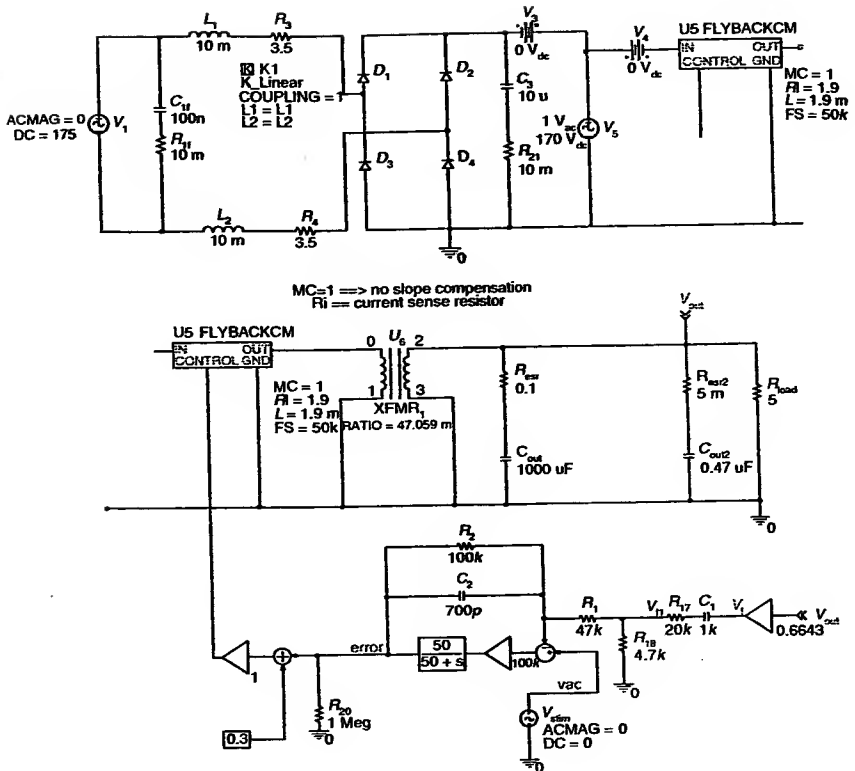 L1
10 m
R3
3.5
C1f
100n
R1f
10 m
ACMAG = 0
DC = 175
V1
L2
10 m
R4
3.5
K K1
K_Linear
COUPLING = 1
L1 = L1
L2 = L2
D1
D2
D3
D4
C3
10 u
R21
10 m
V3
0 Vdc
1 Vac
170 Vdc
V5
V4
0 Vdc
U5 FLYBACKCM
IN OUT
CONTROL GND
MC = 1
RI = 1.9
L = 1.9 m
FS = 50k
0
MC=1 ==> no slope compensation
Ri == current sense resistor
U5 FLYBACKCM
IN OUT
CONTROL GND
MC = 1
RI = 1.9
L = 1.9 m
FS = 50k
0 U6 2
1 3
XFMR1
RATIO = 47.059 m
Resr
0.1
Cout
1000 uF
Vout
Resr2
5 m
Cout2
0.47 uF
Rload
5
0
R2
100k
C2
700p
R1
47k
V11
R17
20k
C1
1k
V1
Vout
0.6643
R18
4.7k
0
error
50
50 + s
100k
1
0.3
R20
1 Meg
0
vac
Vstim
ACMAG = 0
DC = 0
0